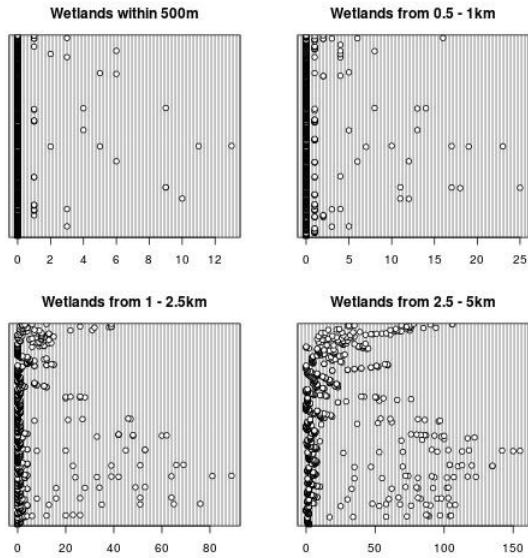 Wetlands within 500m
Wetlands from 0.5 - 1km
0 2 4 6 8 10 12
0 5 10 15 20 25
Wetlands from 1 - 2.5km
Wetlands from 2.5 - 5km
0 20 40 60 80
0 50 100 150